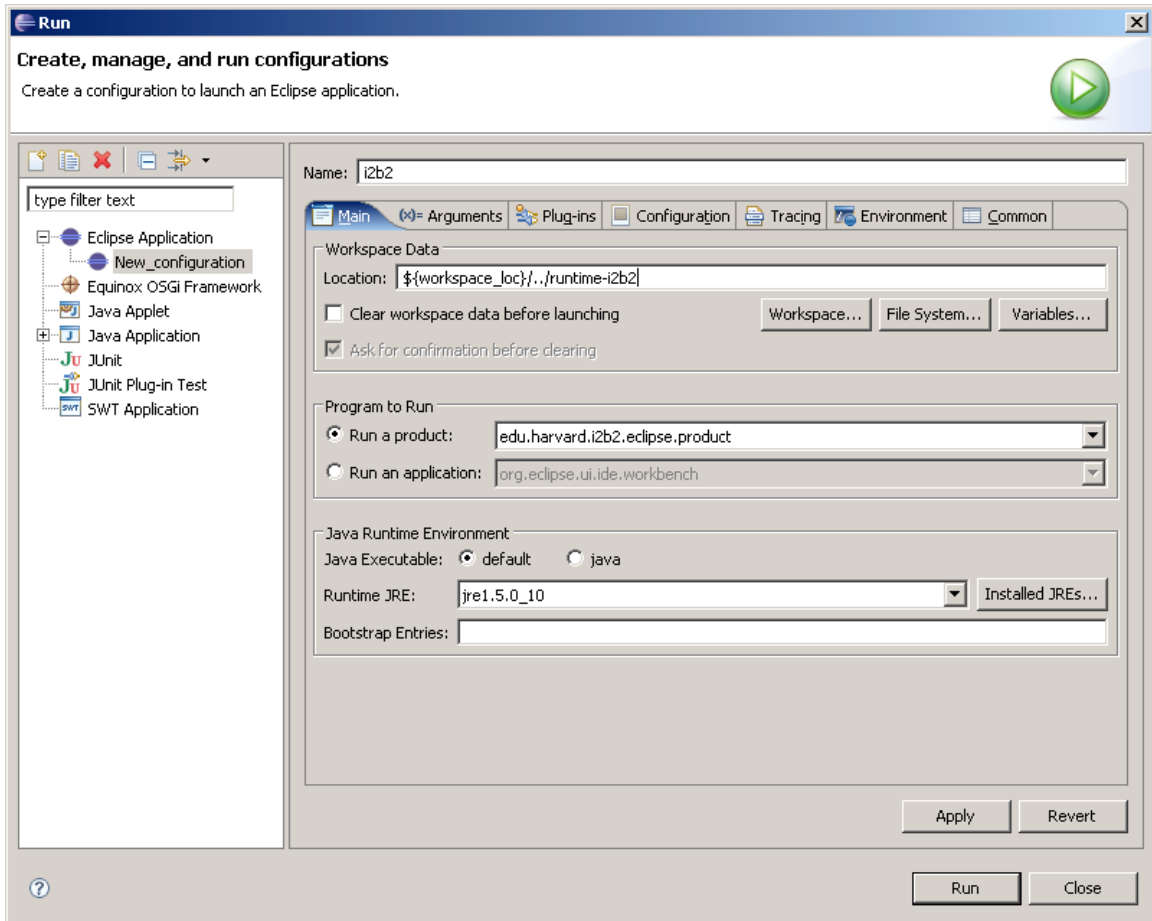 Run
Create, manage, and run configurations
Create a configuration to launch an Eclipse application.
type filter text
Eclipse Application
New_configuration
Equinox OSGi Framework
Java Applet
Java Application
Ju JUnit
Jü JUnit Plug-in Test
SWT SWT Application
Name: i2b2
Main (x)= Arguments Plug-ins Configuration Tracing Environment Common
Workspace Data
Location: ${workspace_loc}/../runtime-i2b2
Clear workspace data before launching Workspace... File System... Variables...
Ask for confirmation before clearing
Program to Run
Run a product: edu.harvard.i2b2.eclipse.product
Run an application: org.eclipse.ui.ide.workbench
Java Runtime Environment
Java Executable: default java
Runtime JRE: jre1.5.0_10 Installed JREs...
Bootstrap Entries:
Apply Revert
? Run Close